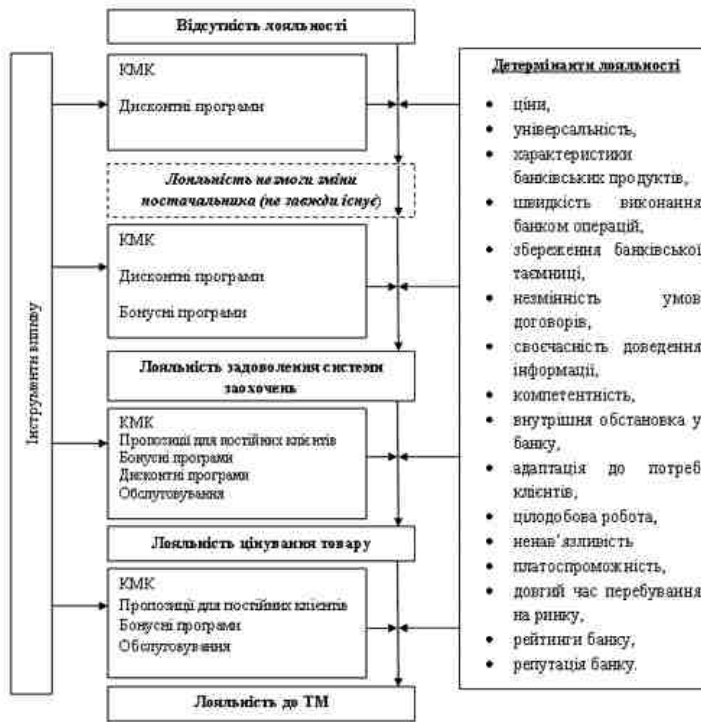 Відсутність лояльності
Інструменти впливу
КМК
Дисконтні програми
Лояльність незмоги зміни
постачальника (не завжди існує)
КМК
Дисконтні програми
Бонусні програми
Лояльність задоволення системи
заохочень
КМК
Пропозиції для постійних клієнтів
Бонусні програми
Дисконтні програми
Обслуговування
Лояльність цінування товару
КМК
Пропозиції для постійних клієнтів
Бонусні програми
Обслуговування
Лояльність до ТМ
Детермінанти лояльності
• ціни,
• універсальність,
• характеристики
банківських продуктів,
• швидкість виконання
банком операцій,
• збереження банківської
таємниці,
• незмінність умов
договорів,
• своєчасність доведення
інформації,
• компетентність,
• внутрішня обстановка у
банку,
• адаптація до потреб
клієнтів,
• цілодобова робота,
• ненав’язливість
• платоспроможність,
• довгий час перебування
на ринку,
• рейтинги банку,
• репутація банку.